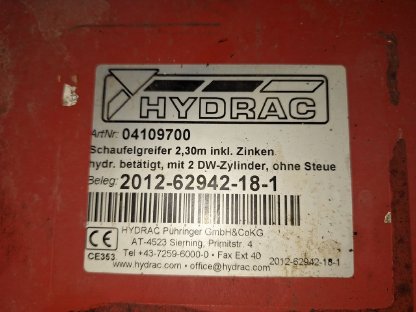 HYDRAC
ArtNr: 04109700
Schaufelgreifer 2,30m inkl. Zinken
hydr. betätigt, mit 2 DW-Zylinder, ohne Steue
Beleg: 2012-62942-18-1
HYDRAC Pühringer GmbH&CoKG
AT-4523 Sierning, Primitstr. 4
Tel +43-7259-6000-0 • Fax Ext 40
www.hydrac.com • office@hydrac.com
CE
CE353
2012-62942-18-1